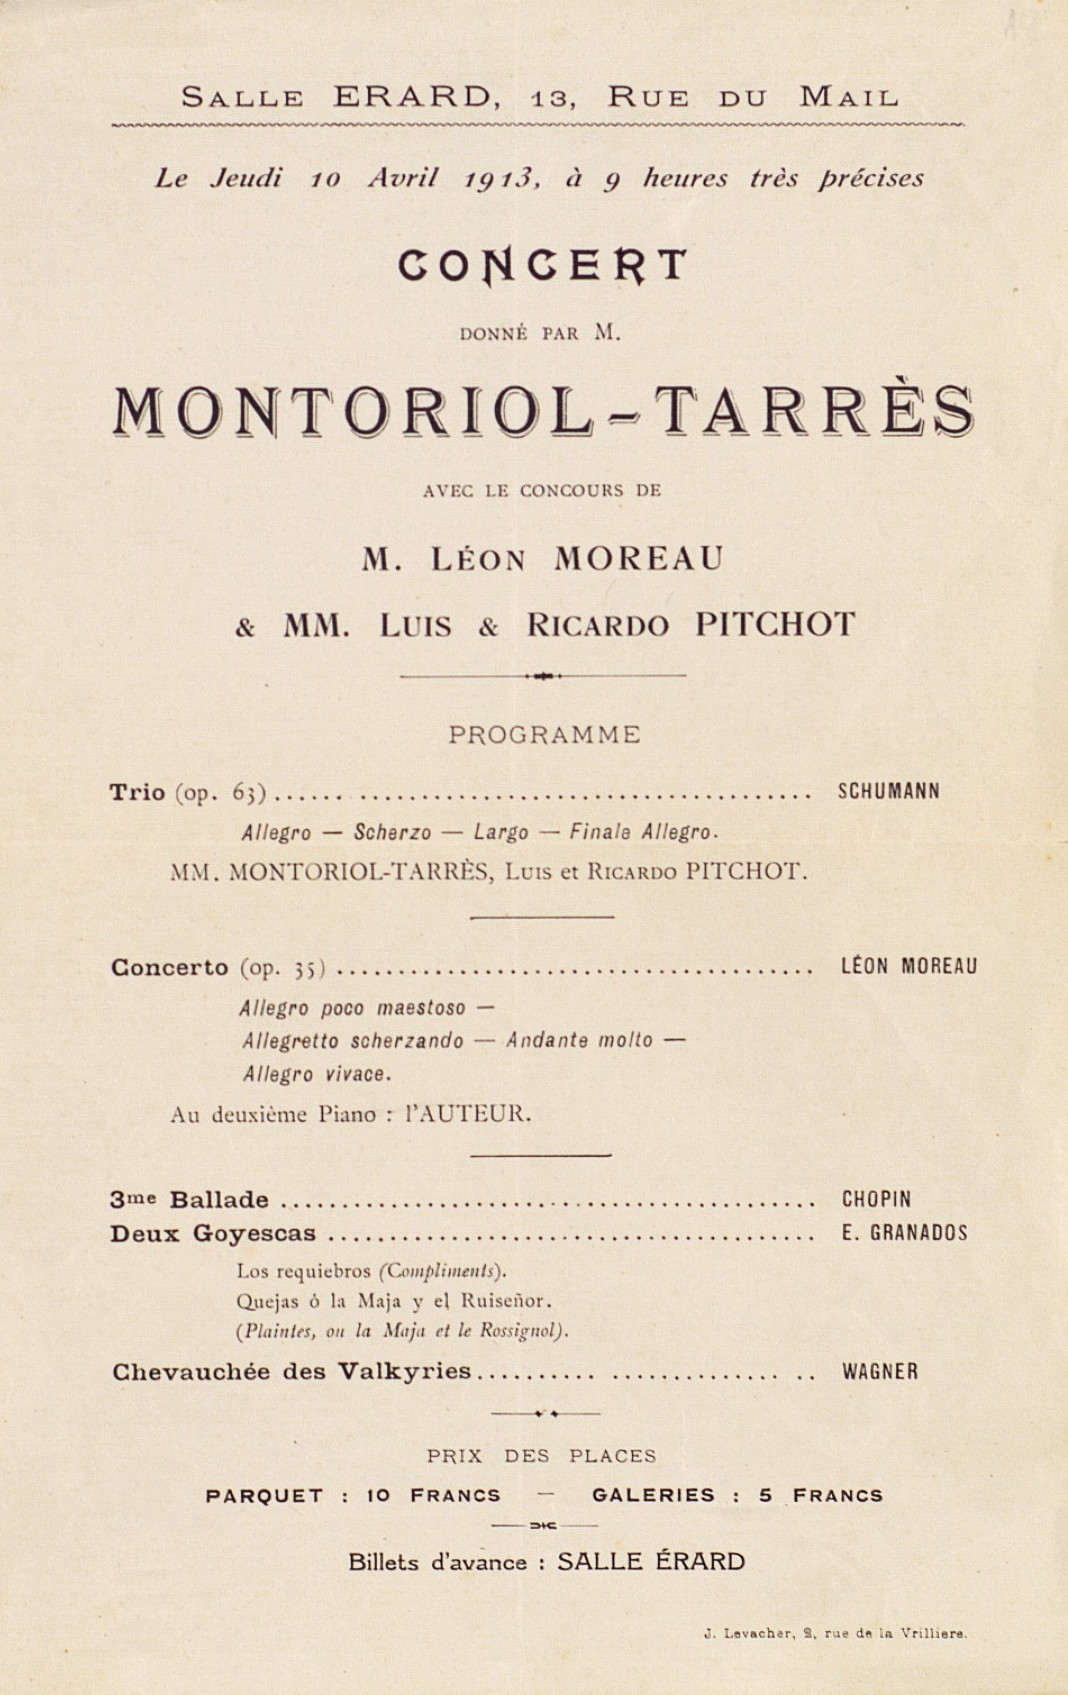 SALLE ERARD, 13, RUE DU MAIL
Le Jeudi 10 Avril 1913, à 9 heures très précises
CONCERT
DONNÉ PAR M.
MONTORIOL-TARRÈS
AVEC LE CONCOURS DE
M. LÉON MOREAU
& MM. LUIS & RICARDO PITCHOT
PROGRAMME
Trio (op. 63)...... ...................................... SCHUMANN
Allegro — Scherzo — Largo — Finale Allegro.
MM. MONTORIOL-TARRÈS, LUIS et RICARDO PITCHOT.
Concerto (op. 35) ....................................... LÉON MOREAU
Allegro poco maestoso —
Allegretto scherzando — Andante molto —
Allegro vivace.
Au deuxième Piano : l'AUTEUR.
3me Ballade ............................................ CHOPIN
Deux Goyescas ........................................ E. GRANADOS
Los requiebros (Compliments).
Quejas ó la Maja y el Ruiseñor.
(Plaintes, ou la Maja et le Rossignol).
Chevauchée des Valkyries.......... .............. .. WAGNER
PRIX DES PLACES
PARQUET : 10 FRANCS — GALERIES : 5 FRANCS
Billets d'avance : SALLE ÉRARD
J. Levacher, 2, rue de la Vrilliere.